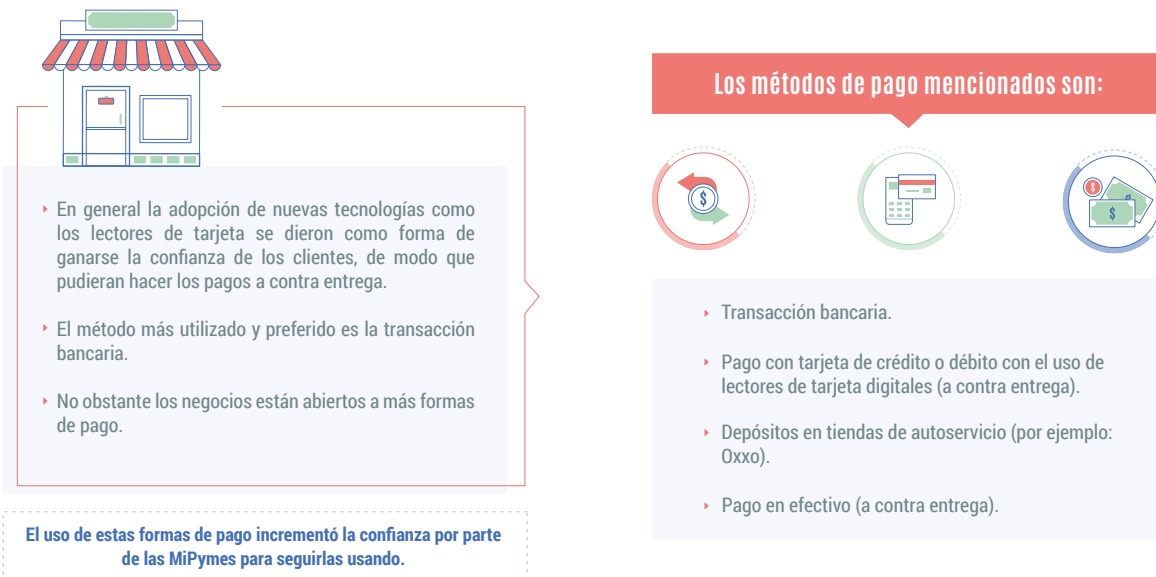 En general la adopción de nuevas tecnologías como
los lectores de tarjeta se dieron como forma de
ganarse la confianza de los clientes, de modo que
pudieran hacer los pagos a contra entrega.
El método más utilizado y preferido es la transacción
bancaria.
No obstante los negocios están abiertos a más formas
de pago.
El uso de estas formas de pago incrementó la confianza por parte
de las MiPymes para seguirlas usando.
Los métodos de pago mencionados son:
$
$
$
$
Transacción bancaria.
Pago con tarjeta de crédito o débito con el uso de
lectores de tarjeta digitales (a contra entrega).
Depósitos en tiendas de autoservicio (por ejemplo:
Oxxo).
Pago en efectivo (a contra entrega).